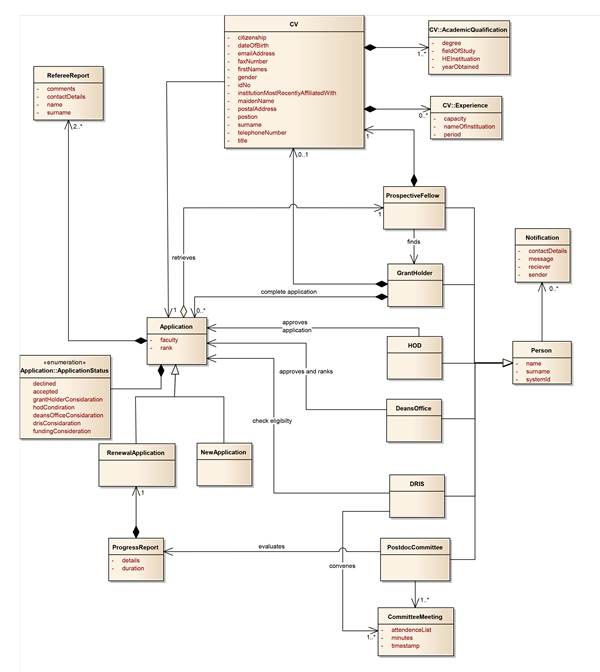 CV
- citizenship
- dateOfBirth
- emailAddress
- faxNumber
- firstNames
- gender
- idNo
- institutionMostRecentlyAffiliatedWith
- maidenName
- postalAddress
- postion
- surname
- telephoneNumber
- title
CV::AcademicQualification
- degree
- fieldOfStudy
- HEInstituation
- yearObtained
1..*
RefereeReport
- comments
- contactDetails
- name
- surname
2..*
CV::Experience
- capacity
- nameOfInstituation
- period
0..*
1
0..1
ProspectiveFellow
1
Notification
- contactDetails
- message
- reciever
- sender
0..*
finds
retrieves
GrantHolder
complete application
1
0..*
Application
- faculty
- rank
approves
application
HOD
Person
- name
- surname
- systemId
«enumeration»
Application::ApplicationStatus
declined
accepted
grantHolderConsidaration
hodCondiration
deansOfficeConsidaration
drisConsidaration
fundingConsideration
approves and ranks
DeansOffice
check eligibilty
RenewalApplication
NewApplication
1
DRIS
ProgressReport
- details
- duration
evaluates
PostdocCommittee
convenes
1..*
CommitteeMeeting
- attendenceList
- minutes
- timestamp
1..*